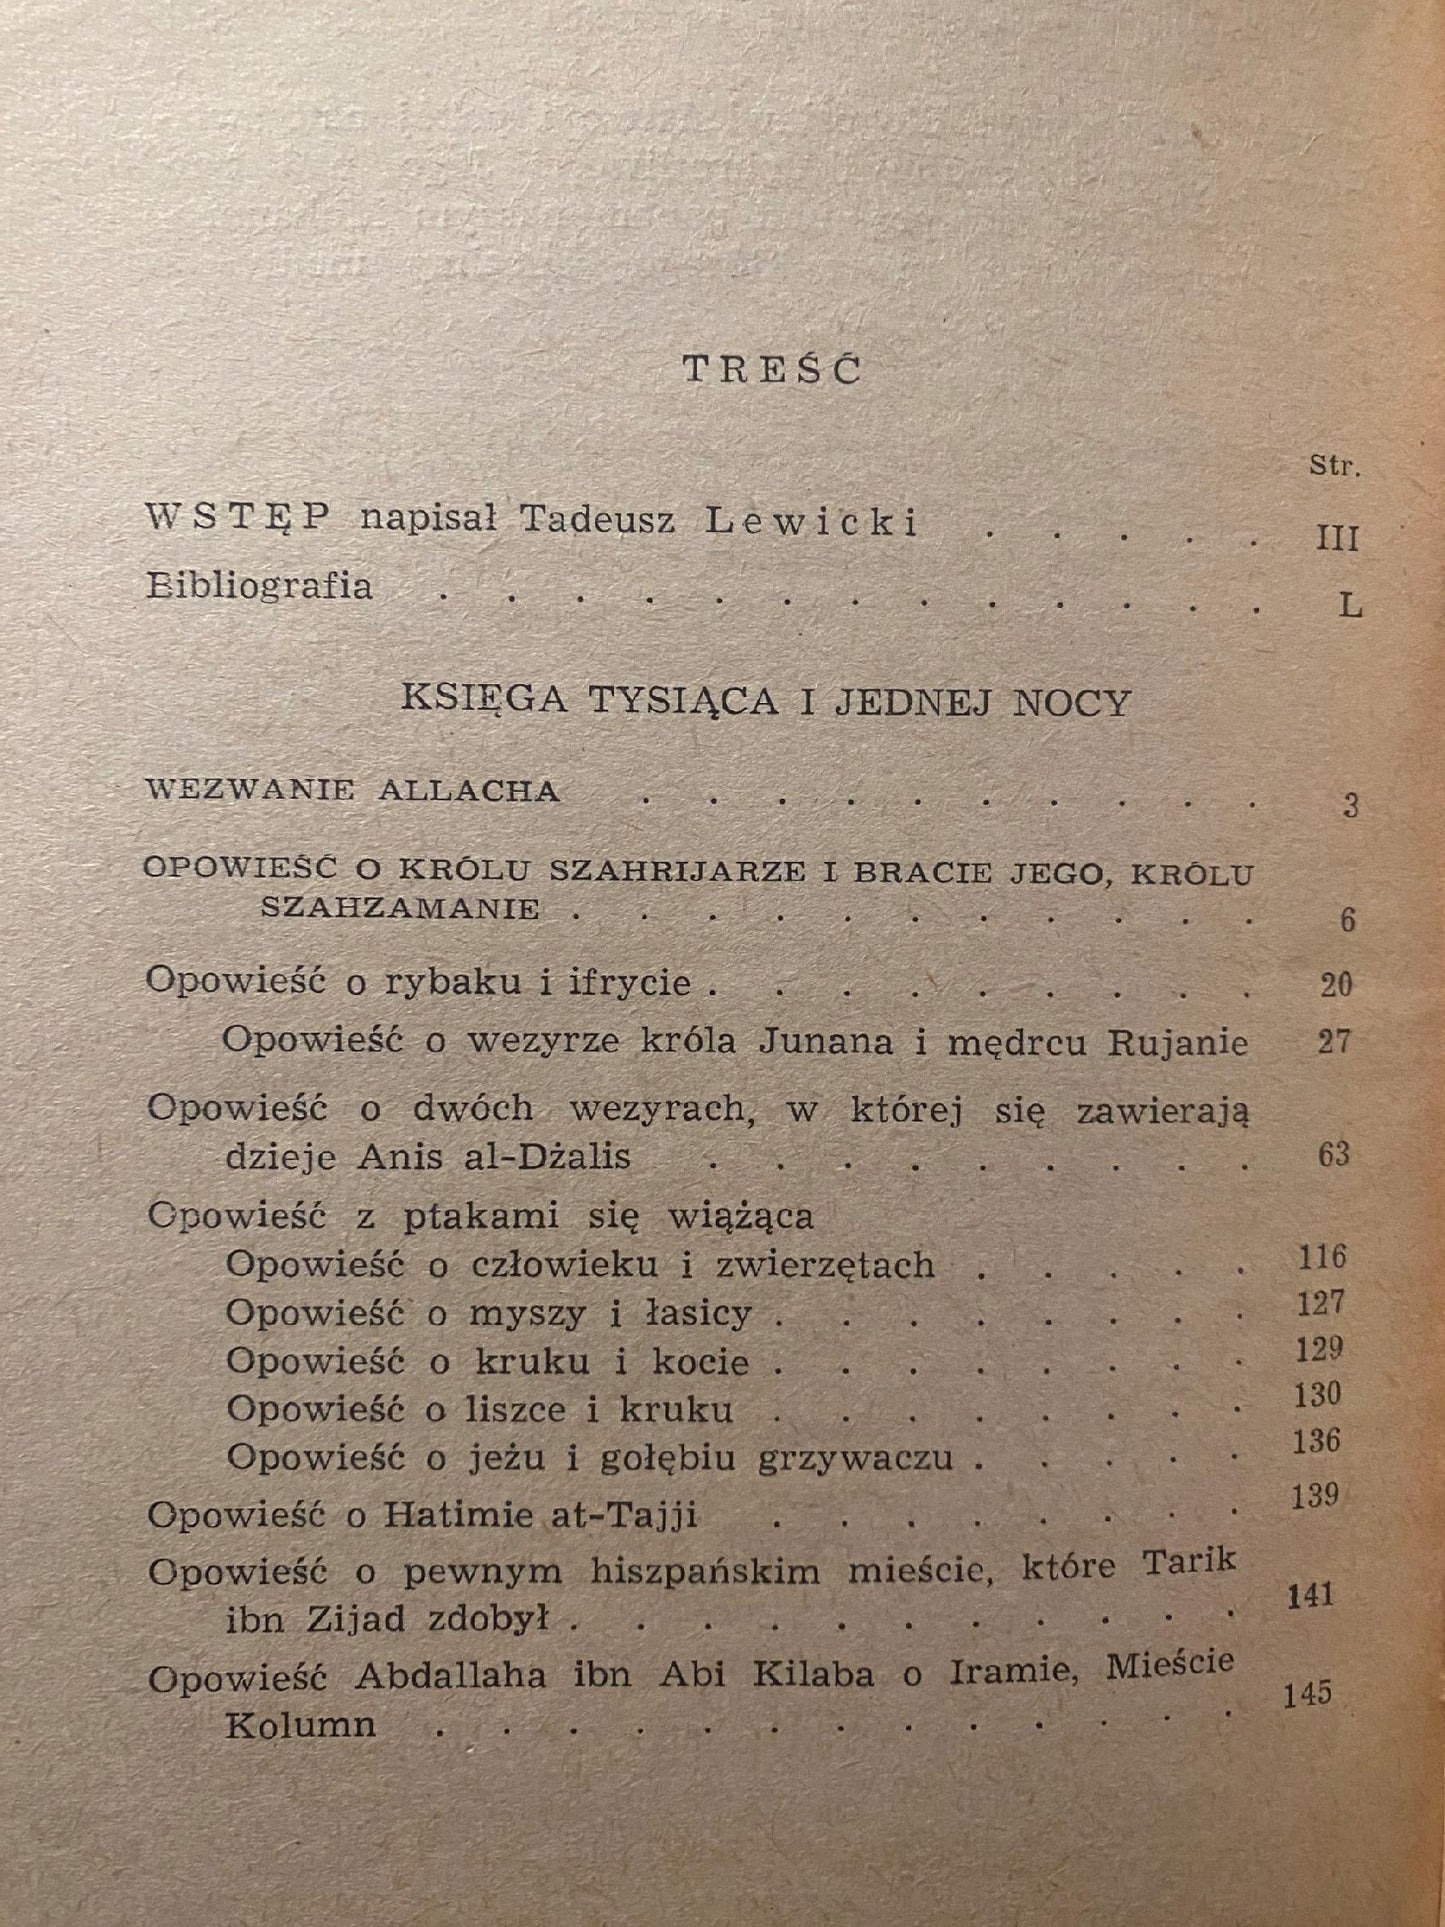 TREŚĆ
Str.
WSTĘP napisał Tadeusz Lewicki . . . . . III
Bibliografia . . . . . . . . . . . . . L
KSIĘGA TYSIĄCA I JEDNEJ NOCY
WEZWANIE ALLACHA . . . . . . . . . . 3
OPOWIEŚĆ O KRÓLU SZAHRIJARZE I BRACIE JEGO, KRÓLU
SZAHZAMANIE . . . . . . . . . . . 6
Opowieść o rybaku i ifrycie . . . . . . . . . 20
Opowieść o wezyrze króla Junana i mędrcu Rujanie 27
Opowieść o dwóch wezyrach, w której się zawierają
dzieje Anis al-Dżalis . . . . . . . . . 63
Opowieść z ptakami się wiążąca
Opowieść o człowieku i zwierzętach . . . . . 116
Opowieść o myszy i łasicy . . . . . . . . 127
Opowieść o kruku i kocie . . . . . . . . 129
Opowieść o liszce i kruku . . . . . . . . 130
Opowieść o jeżu i gołębiu grzywaczu . . . . . 136
Opowieść o Hatimie at-Tajji . . . . . . . . 139
Opowieść o pewnym hiszpańskim mieście, które Tarik
ibn Zijad zdobył . . . . . . . . . . . 141
Opowieść Abdallaha ibn Abi Kilaba o Iramie, Mieście
Kolumn . . . . . . . . . . . . . 145